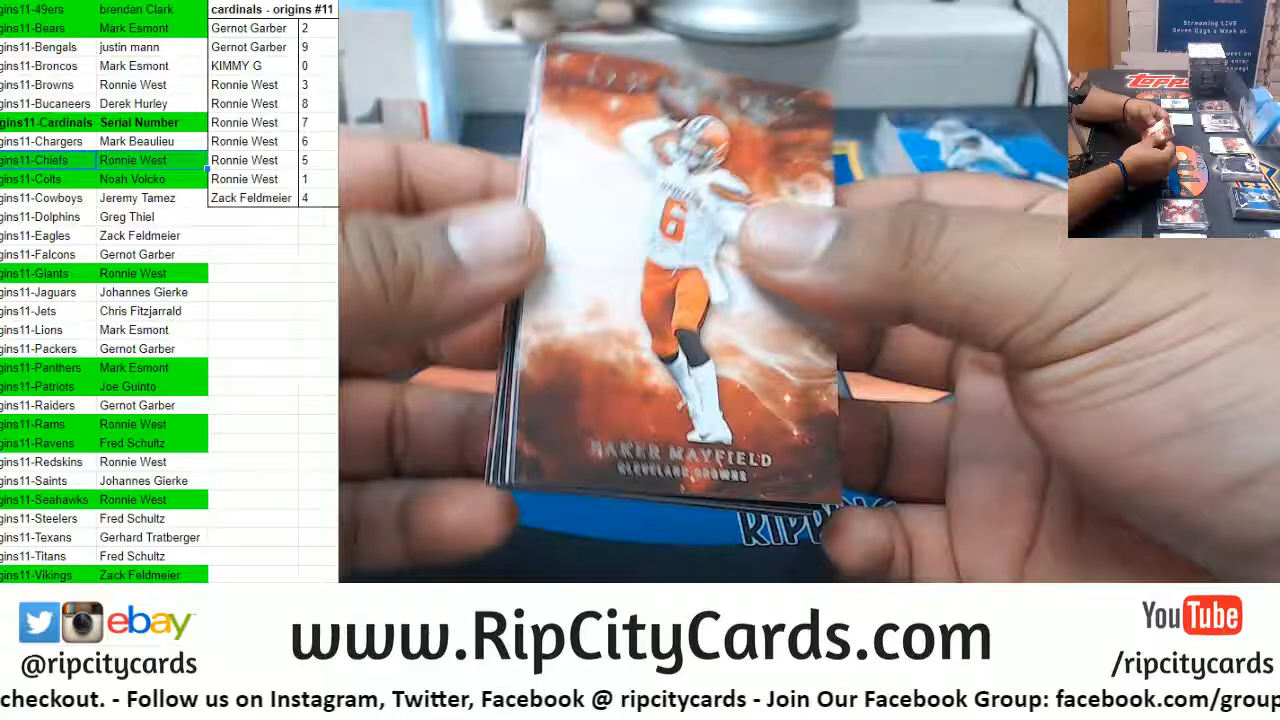 gins11-49ers brendan Clark
gins11-Bears Mark Esmont
gins11-Bengals justin mann
gins11-Broncos Mark Esmont
gins11-Browns Ronnie West
gins11-Bucaneers Derek Hurley
gins11-Cardinals Serial Number
gins11-Chargers Mark Beaulieu
gins11-Chiefs Ronnie West
gins11-Colts Noah Volcko
gins11-Cowboys Jeremy Tamez
gins11-Dolphins Greg Thiel
gins11-Eagles Zack Feldmeier
gins11-Falcons Gernot Garber
gins11-Giants Ronnie West
gins11-Jaguars Johannes Gierke
gins11-Jets Chris Fitzjarrald
gins11-Lions Mark Esmont
gins11-Packers Gernot Garber
gins11-Panthers Mark Esmont
gins11-Patriots Joe Guinto
gins11-Raiders Gernot Garber
gins11-Rams Ronnie West
gins11-Ravens Fred Schultz
gins11-Redskins Ronnie West
gins11-Saints Johannes Gierke
gins11-Seahawks Ronnie West
gins11-Steelers Fred Schultz
gins11-Texans Gerhard Tratberger
gins11-Titans Fred Schultz
gins11-Vikings Zack Feldmeier
cardinals - origins #11
Gernot Garber 2
Gernot Garber 9
KIMMY G 0
Ronnie West 3
Ronnie West 8
Ronnie West 7
Ronnie West 6
Ronnie West 5
Ronnie West 1
Zack Feldmeier 4
6
BAKER MAYFIELD
CLEVELAND BROWNS
Streaming LIVE
Seven Days a Week at
topps
ebay
@ripcitycards
www.RipCityCards.com
YouTube
/ripcitycards
checkout. - Follow us on Instagram, Twitter, Facebook @ ripcitycards - Join Our Facebook Group: facebook.com/group